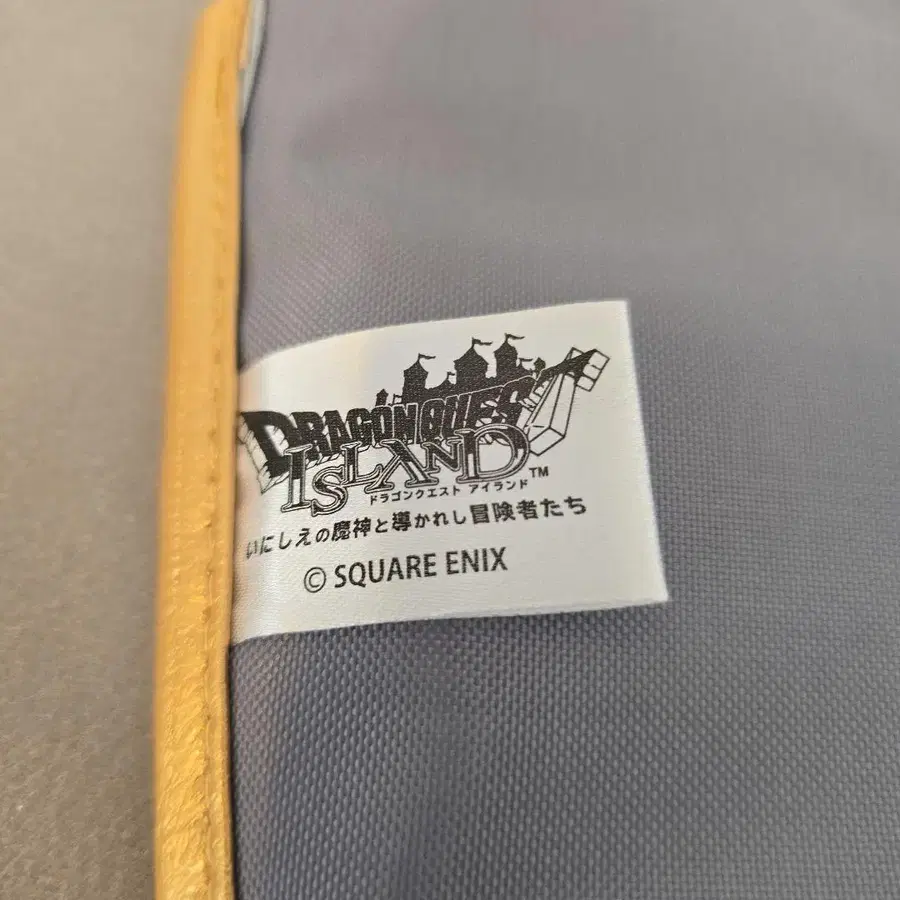 DRAGON QUEST
ISLAND™
ドラゴンクエスト アイランド
いにしえの魔神と導かれし冒険者たち
© SQUARE ENIX